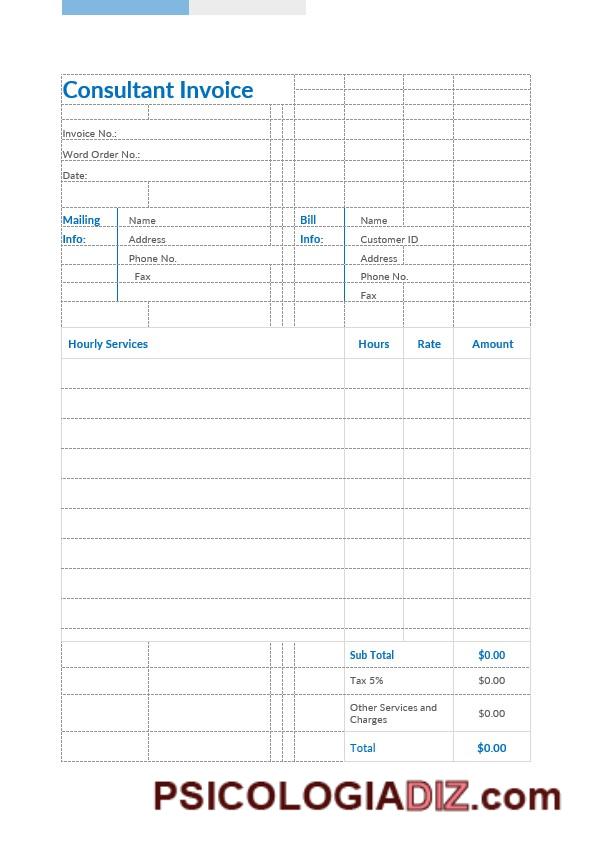 Consultant Invoice
Invoice No.:
Word Order No.:
Date:
Mailing Info:
Name
Address
Phone No.
Fax
Bill Info:
Name
Customer ID
Address
Phone No.
Fax
Hourly Services Hours Rate Amount
Sub Total $0.00
Tax 5% $0.00
Other Services and
Charges $0.00
Total $0.00
PSICOLOGIADIZ.com